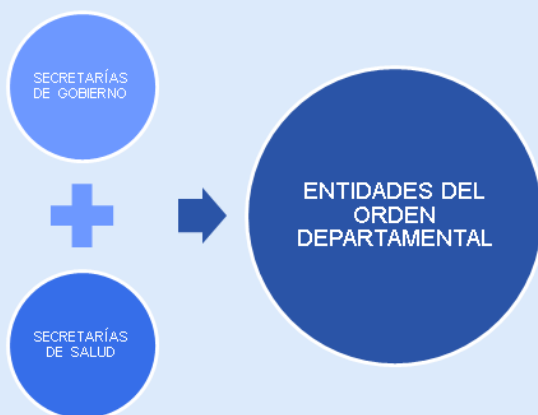 SECRETARÍAS
DE GOBIERNO
SECRETARÍAS
DE SALUD
ENTIDADES DEL
ORDEN
DEPARTAMENTAL